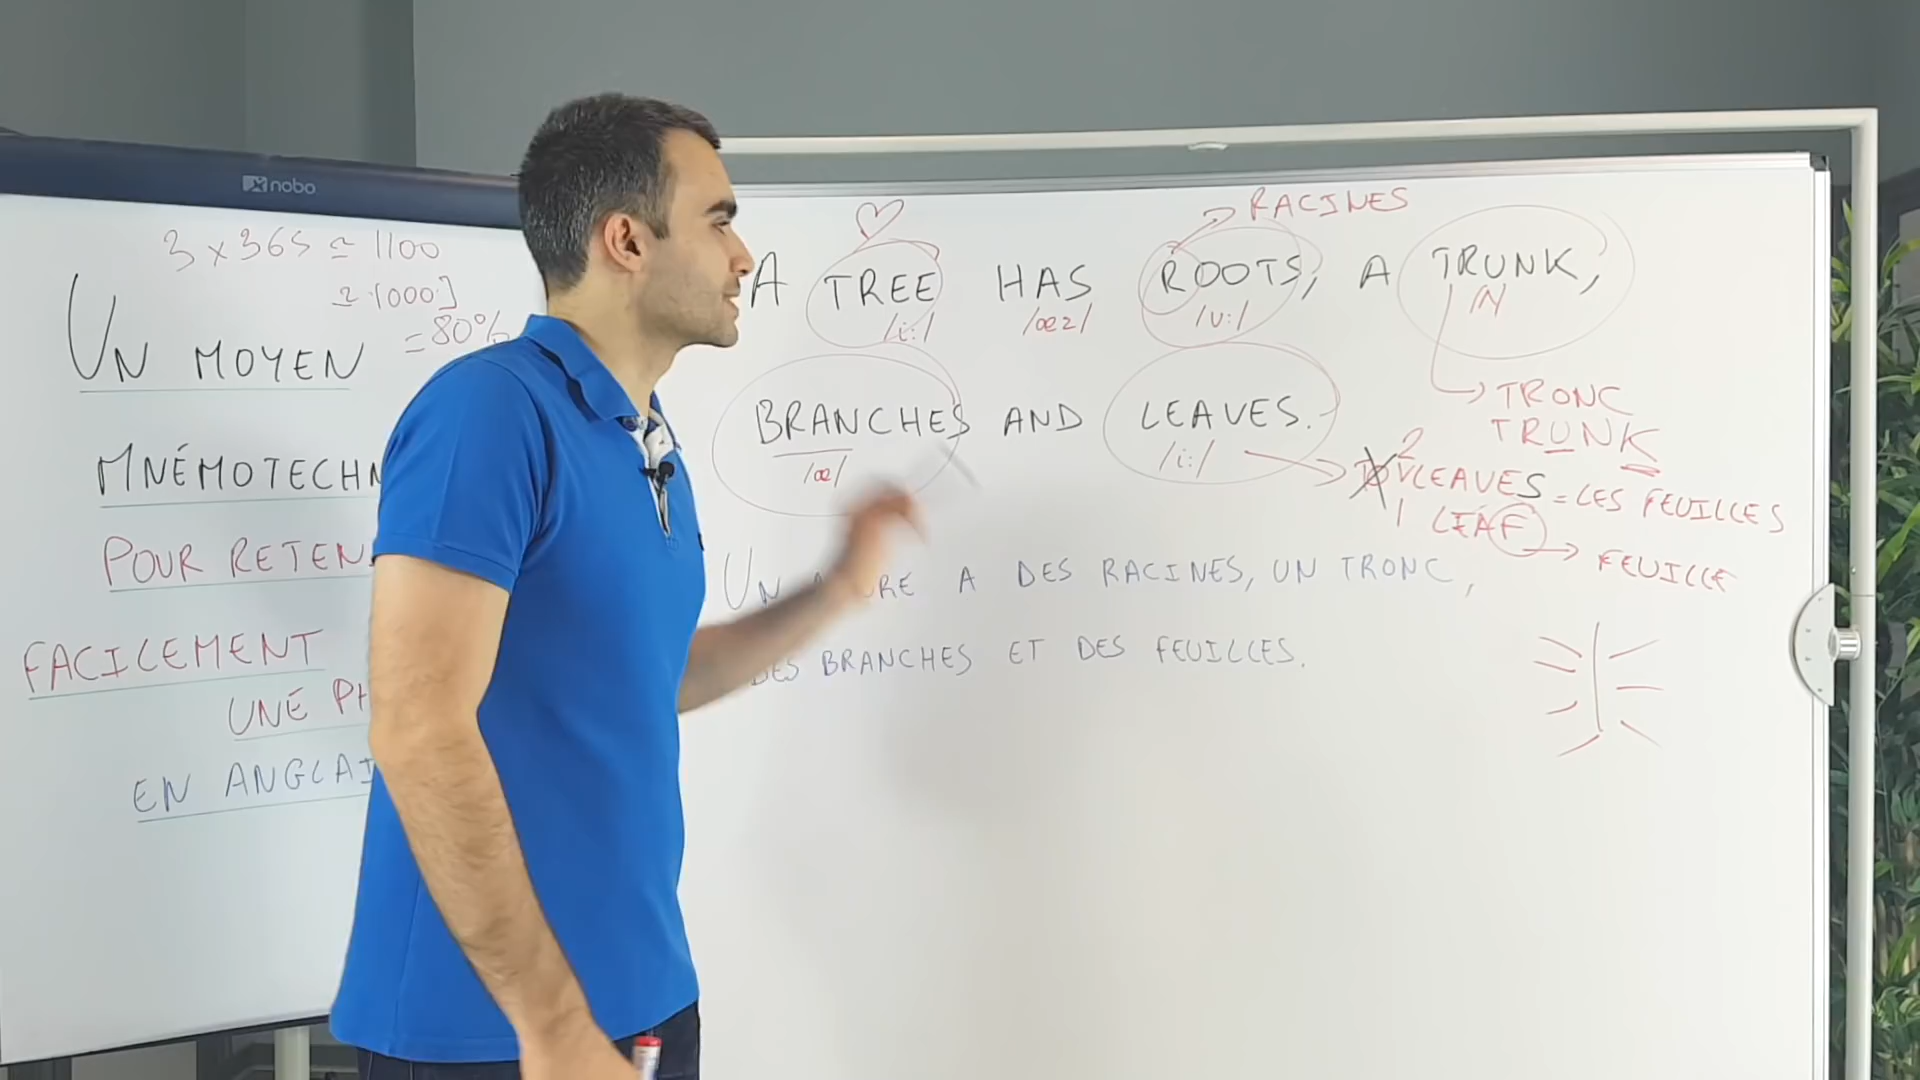 nobo
3 x 365 ≃ 1100
≃ 1000]
= 80%
UN MOYEN
MNÉMOTECHN
POUR RETEN
FACILEMENT
UNE PH
EN ANGLAI
RACINES
A TREE HAS ROOTS, A TRUNK,
/i:/ /æz/ /u:/ /ʌ/
BRANCHES AND LEAVES.
/æ/ /i:/
TRONC
TRUNK
2 LEAVES = LES FEUILLES
1 LEAF → FEUILLE
UN A DES RACINES, UN TRONC,
DES BRANCHES ET DES FEUILLES.